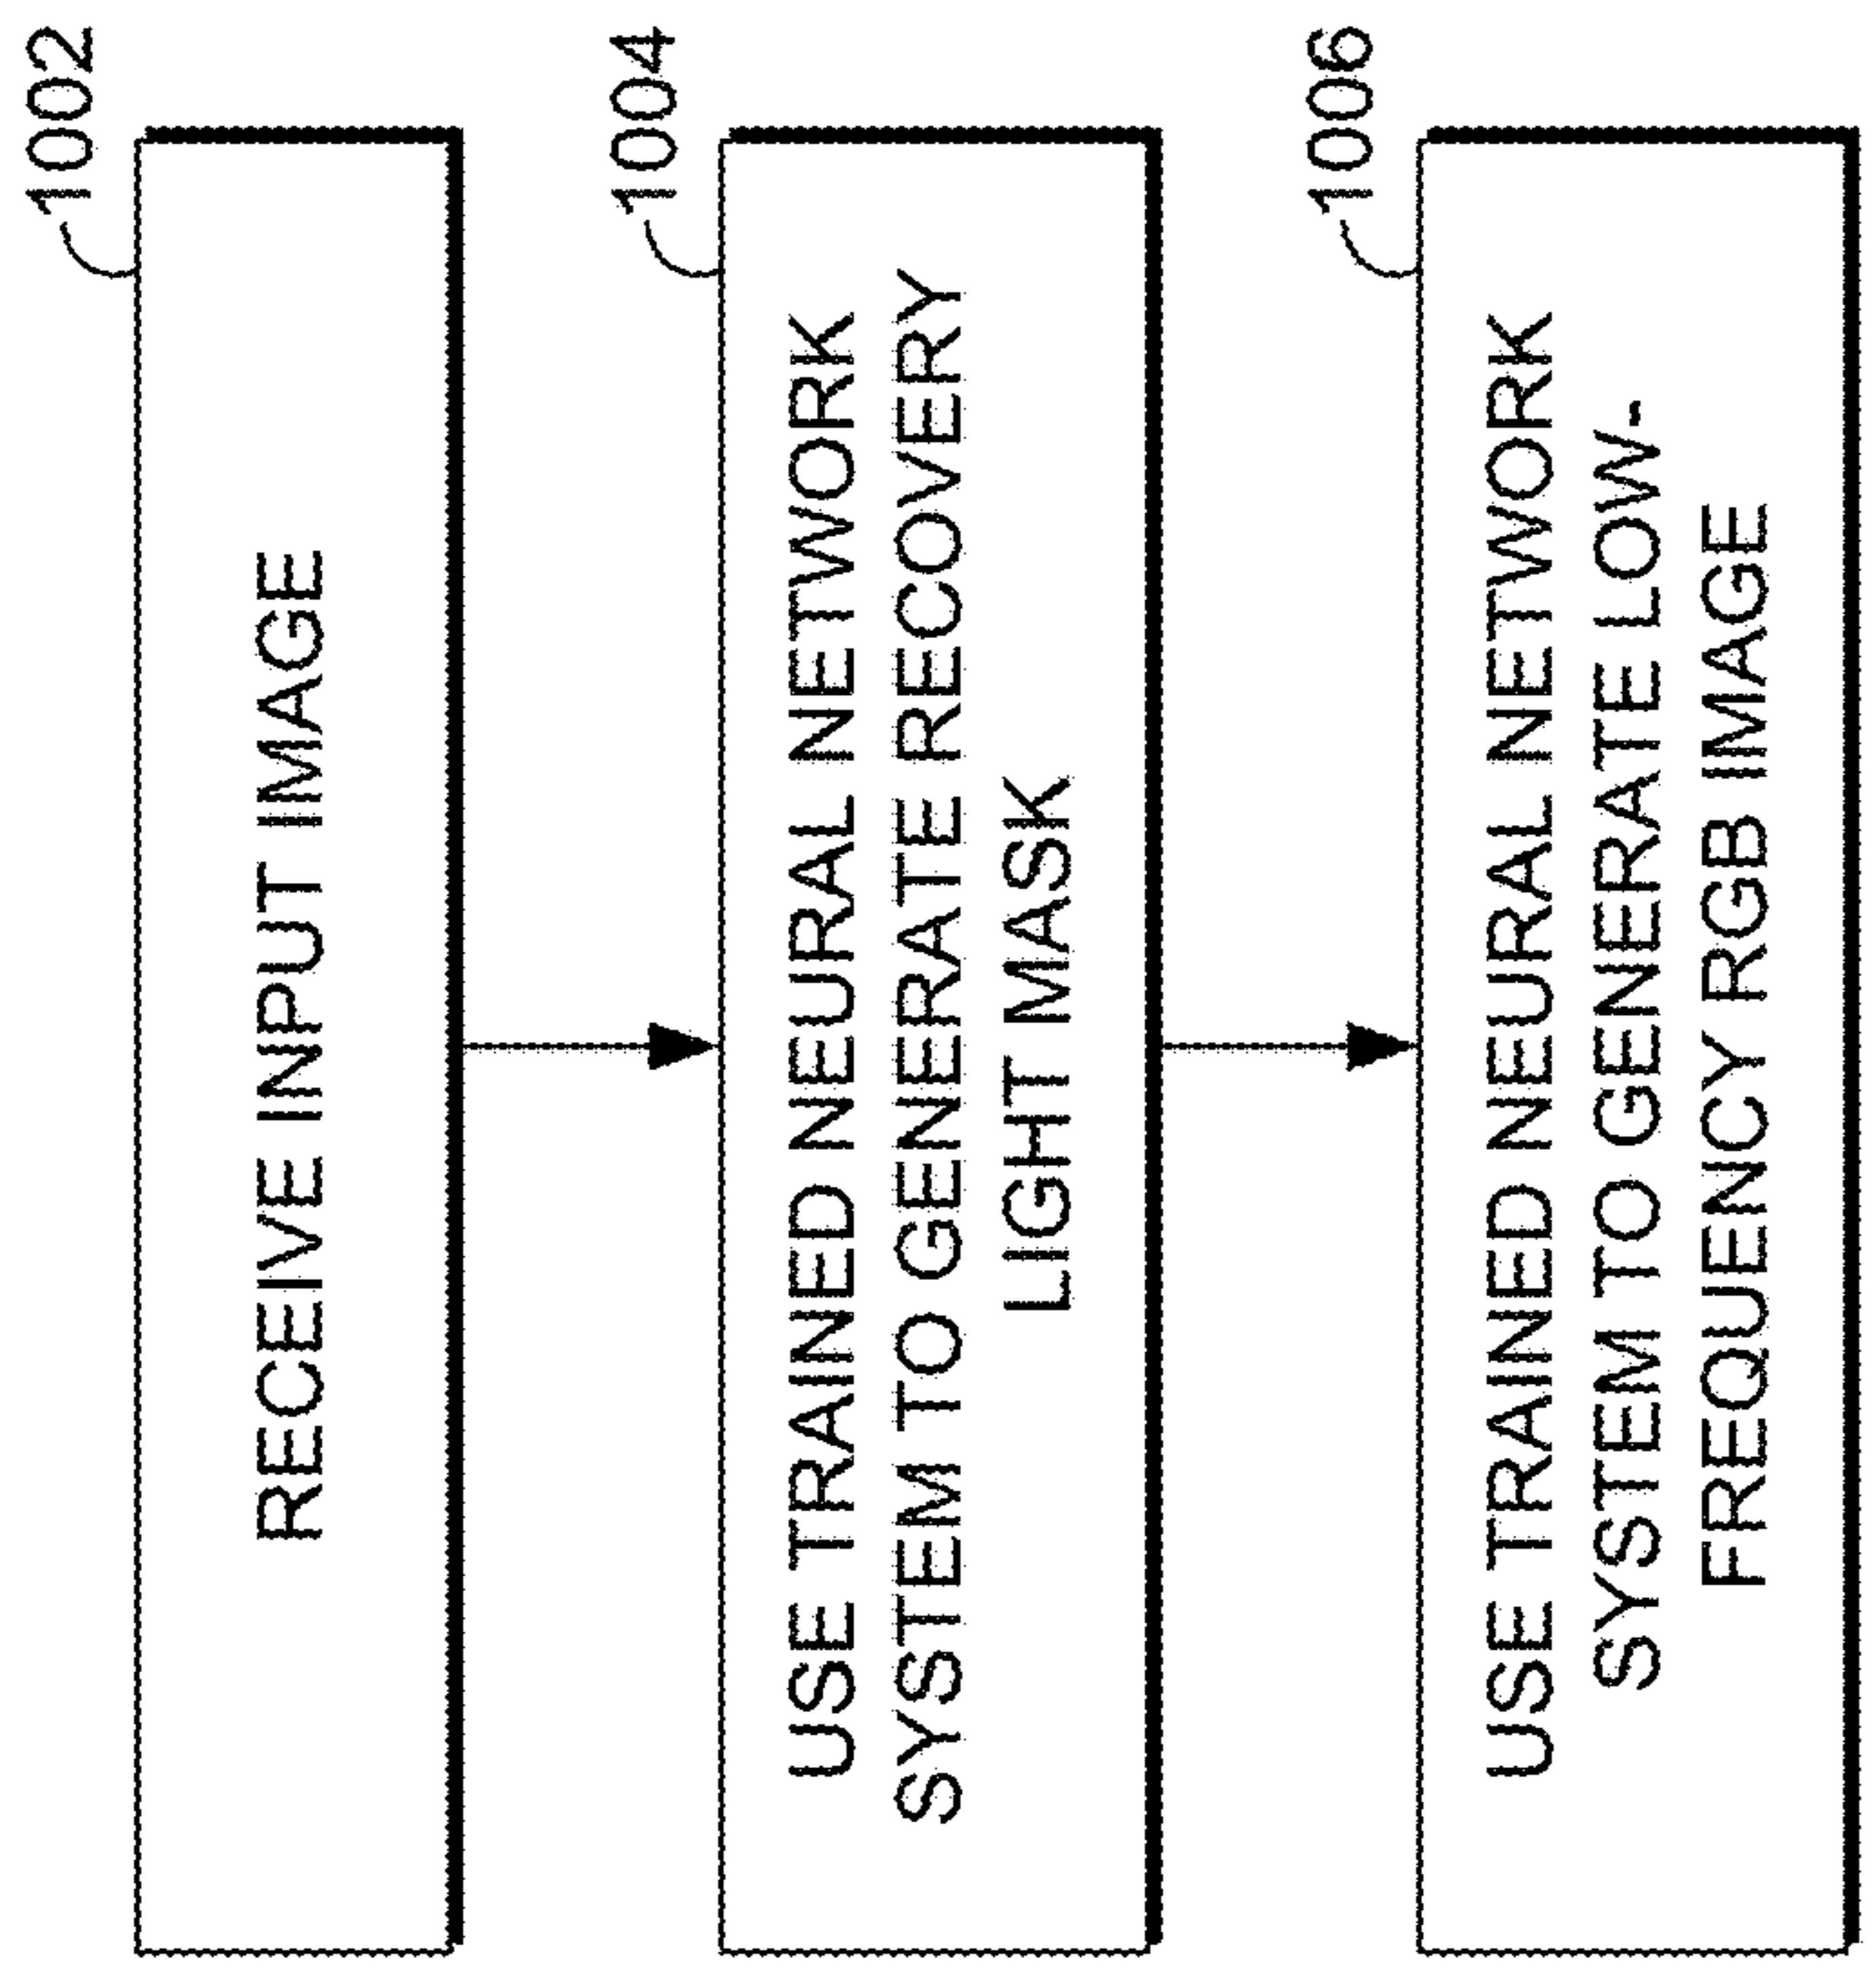 1002
RECEIVE INPUT IMAGE
1004
USE TRAINED NEURAL NETWORK
SYSTEM TO GENERATE RECOVERY
LIGHT MASK
1006
USE TRAINED NEURAL NETWORK
SYSTEM TO GENERATE LOW-
FREQUENCY RGB IMAGE